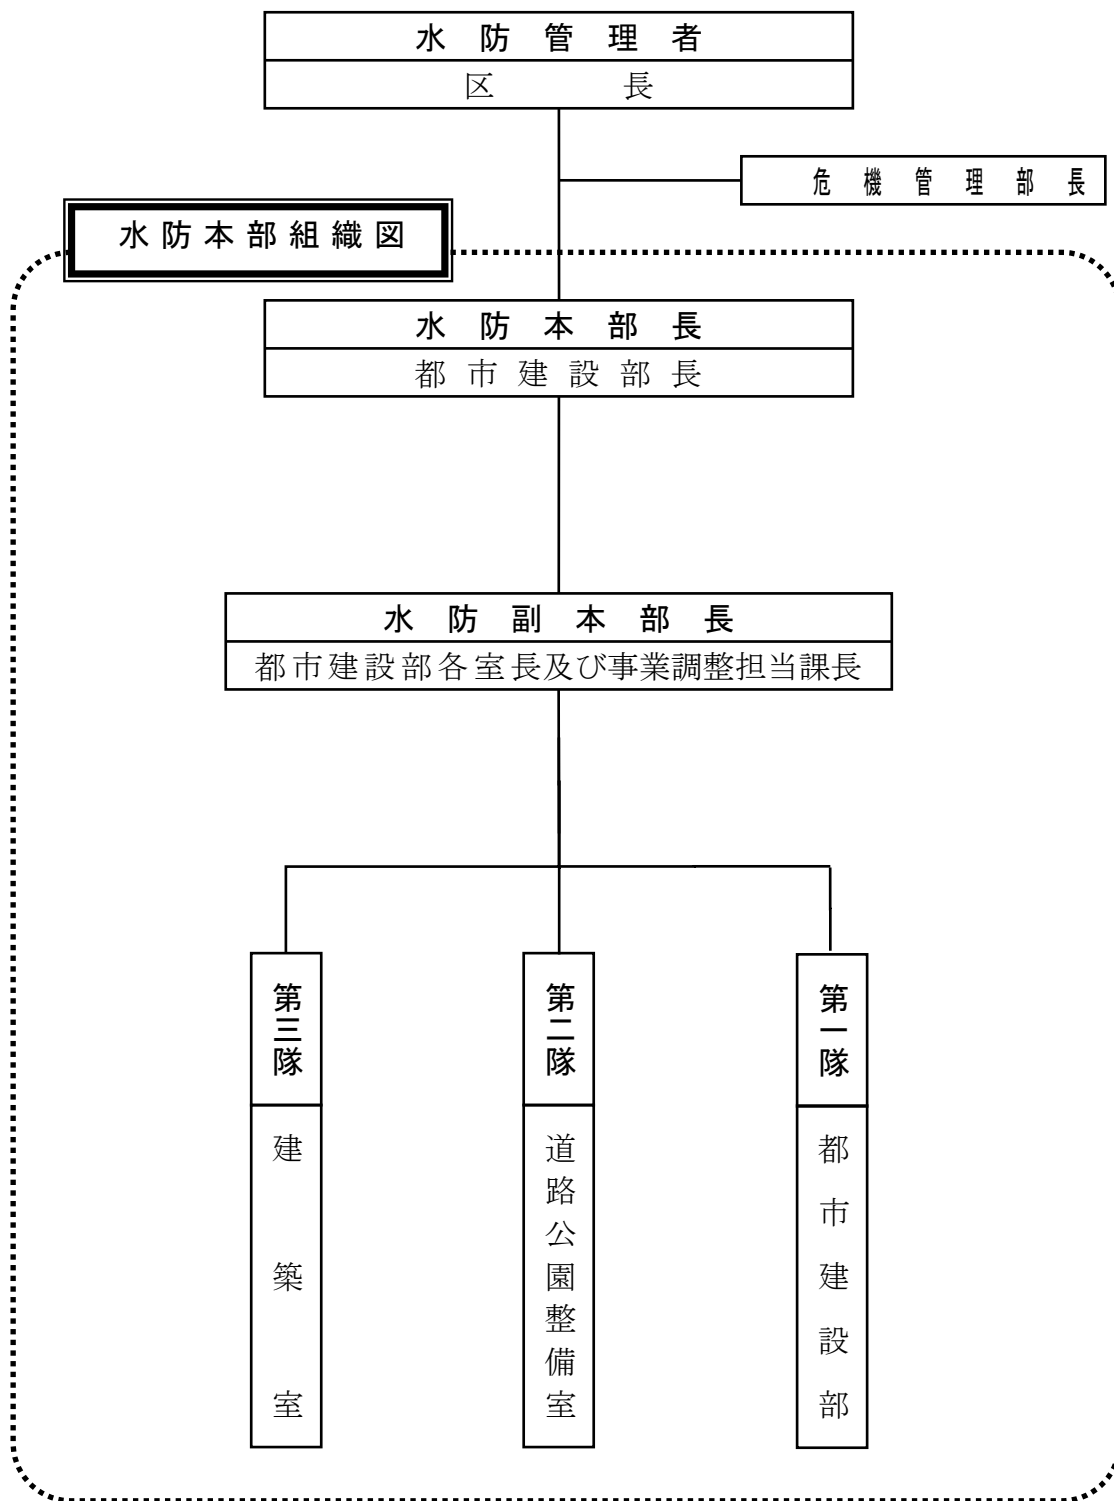 水防管理者
区長
危機管理部長
水防本部組織図
水防本部長
都市建設部長
水防副本部長
都市建設部各室長及び事業調整担当課長
第一隊
都市建設部
第二隊
道路公園整備室
第三隊
建築室